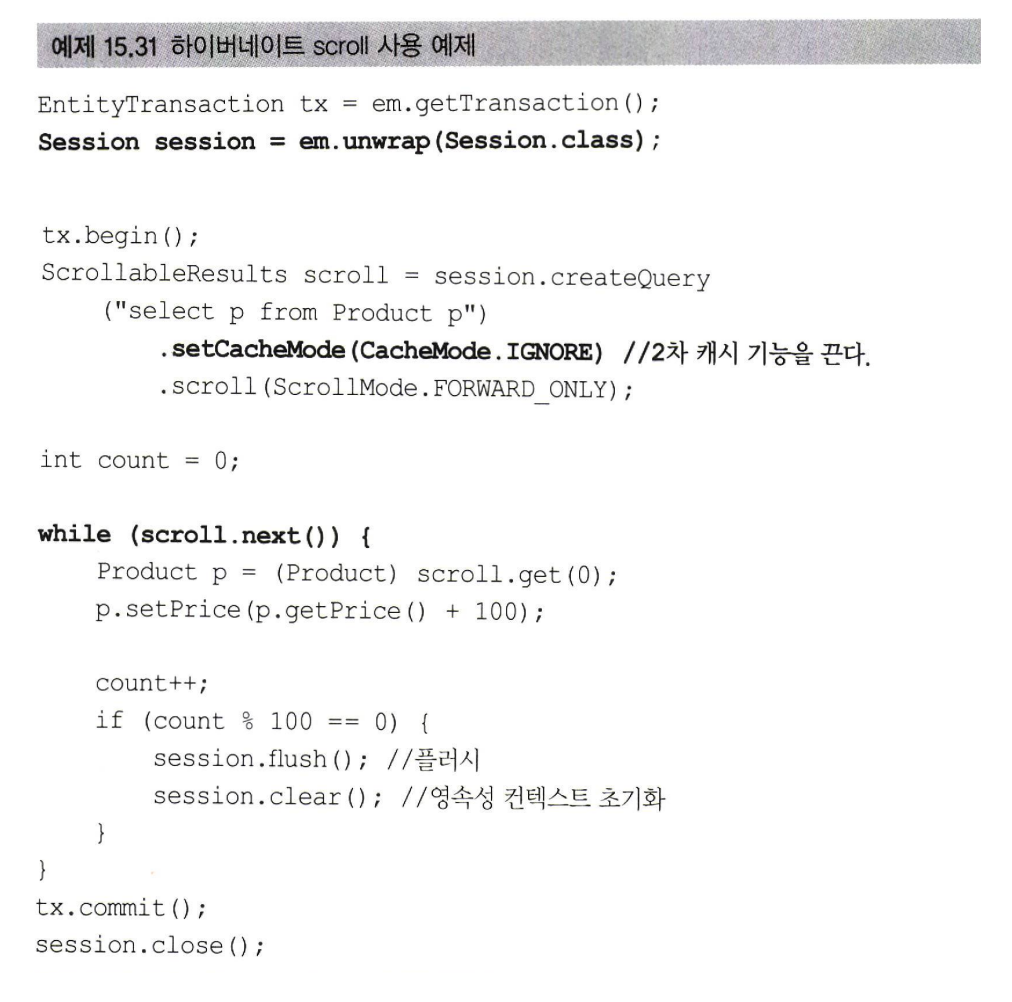 예제 15.31 하이버네이트 scroll 사용 예제
EntityTransaction tx = em.getTransaction();
Session session = em.unwrap(Session.class);
tx.begin();
ScrollableResults scroll = session.createQuery
("select p from Product p")
.setCacheMode(CacheMode.IGNORE) //2차 캐시 기능을 끈다.
.scroll(ScrollMode.FORWARD_ONLY);
int count = 0;
while (scroll.next()) {
Product p = (Product) scroll.get(0);
p.setPrice(p.getPrice() + 100);
count++;
if (count % 100 == 0) {
session.flush(); //플러시
session.clear(); //영속성 컨텍스트 초기화
}
}
tx.commit();
session.close();